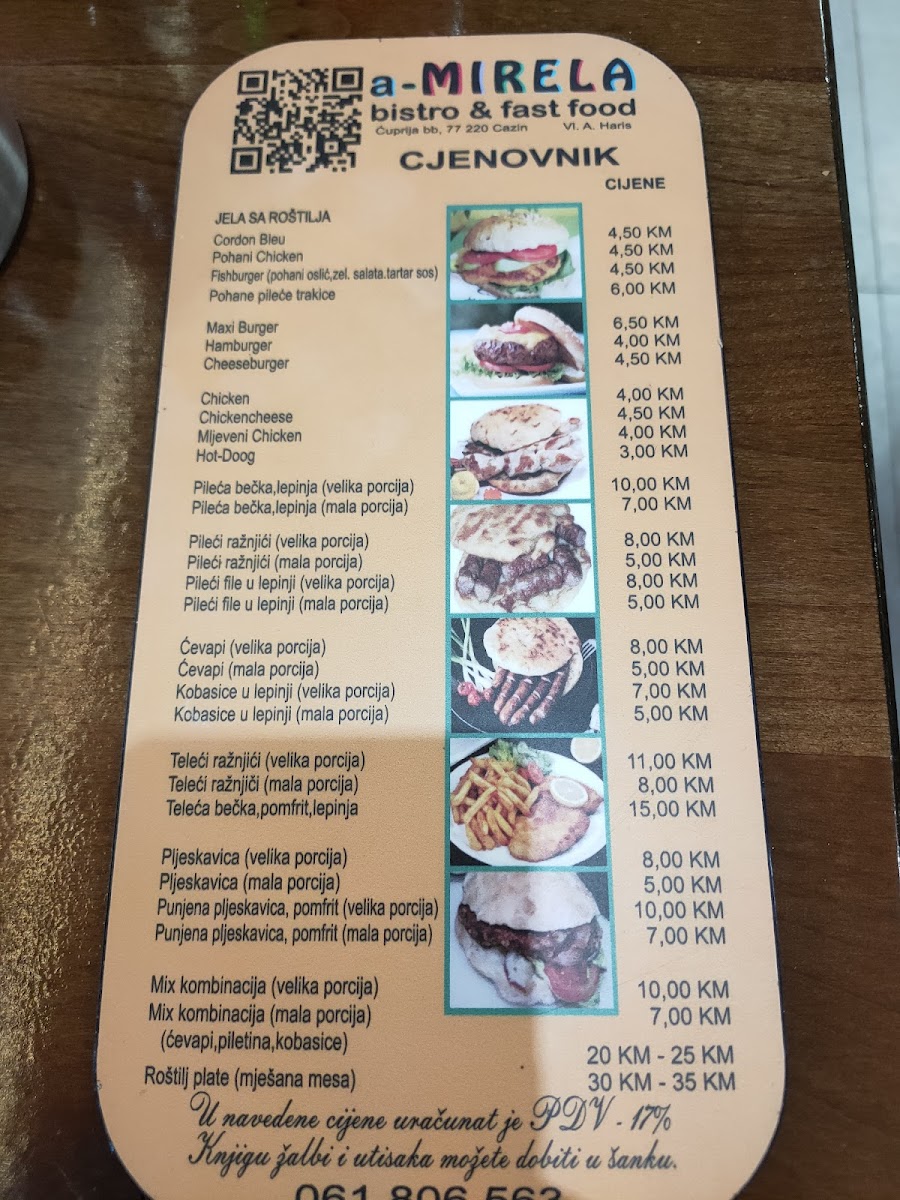 a-MIRELA
bistro & fast food
Ćuprija bb, 77 220 Cazin Vl. A. Haris
CJENOVNIK
CIJENE
JELA SA ROŠTILJA
Cordon Bleu 4,50 KM
Pohani Chicken 4,50 KM
Fishburger (pohani oslić,zel. salata.tartar sos) 4,50 KM
Pohane pileće trakice 6,00 KM
Maxi Burger 6,50 KM
Hamburger 4,00 KM
Cheeseburger 4,50 KM
Chicken 4,00 KM
Chickencheese 4,50 KM
Mljeveni Chicken 4,00 KM
Hot-Doog 3,00 KM
Pileća bečka,lepinja (velika porcija) 10,00 KM
Pileća bečka,lepinja (mala porcija) 7,00 KM
Pileći ražnjići (velika porcija) 8,00 KM
Pileći ražnjići (mala porcija) 5,00 KM
Pileći file u lepinji (velika porcija) 8,00 KM
Pileći file u lepinji (mala porcija) 5,00 KM
Ćevapi (velika porcija) 8,00 KM
Ćevapi (mala porcija) 5,00 KM
Kobasice u lepinji (velika porcija) 7,00 KM
Kobasice u lepinji (mala porcija) 5,00 KM
Teleći ražnjići (velika porcija) 11,00 KM
Teleći ražnjiči (mala porcija) 8,00 KM
Teleća bečka,pomfrit,lepinja 15,00 KM
Pljeskavica (velika porcija) 8,00 KM
Pljeskavica (mala porcija) 5,00 KM
Punjena pljeskavica, pomfrit (velika porcija) 10,00 KM
Punjena pljeskavica, pomfrit (mala porcija) 7,00 KM
Mix kombinacija (velika porcija) 10,00 KM
Mix kombinacija (mala porcija) 7,00 KM
(ćevapi,piletina,kobasice)
20 KM - 25 KM
Roštilj plate (mješana mesa) 30 KM - 35 KM
U navedene cijene uračunat je PDV - 17%
Knjigu žalbi i utisaka možete dobiti u šanku.
061 806 563